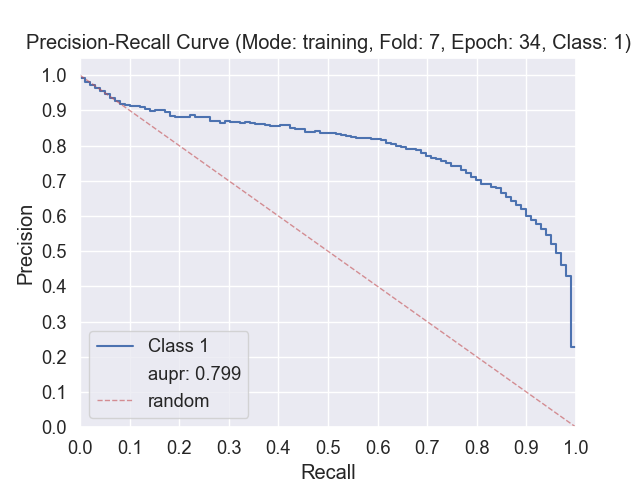 Precision-Recall Curve (Mode: training, Fold: 7, Epoch: 34, Class: 1)
1.0
0.9
0.8
0.7
0.6
0.5
0.4
0.3
0.2
0.1
0.0
Precision
Class 1
aupr: 0.799
random
0.0 0.1 0.2 0.3 0.4 0.5 0.6 0.7 0.8 0.9 1.0
Recall